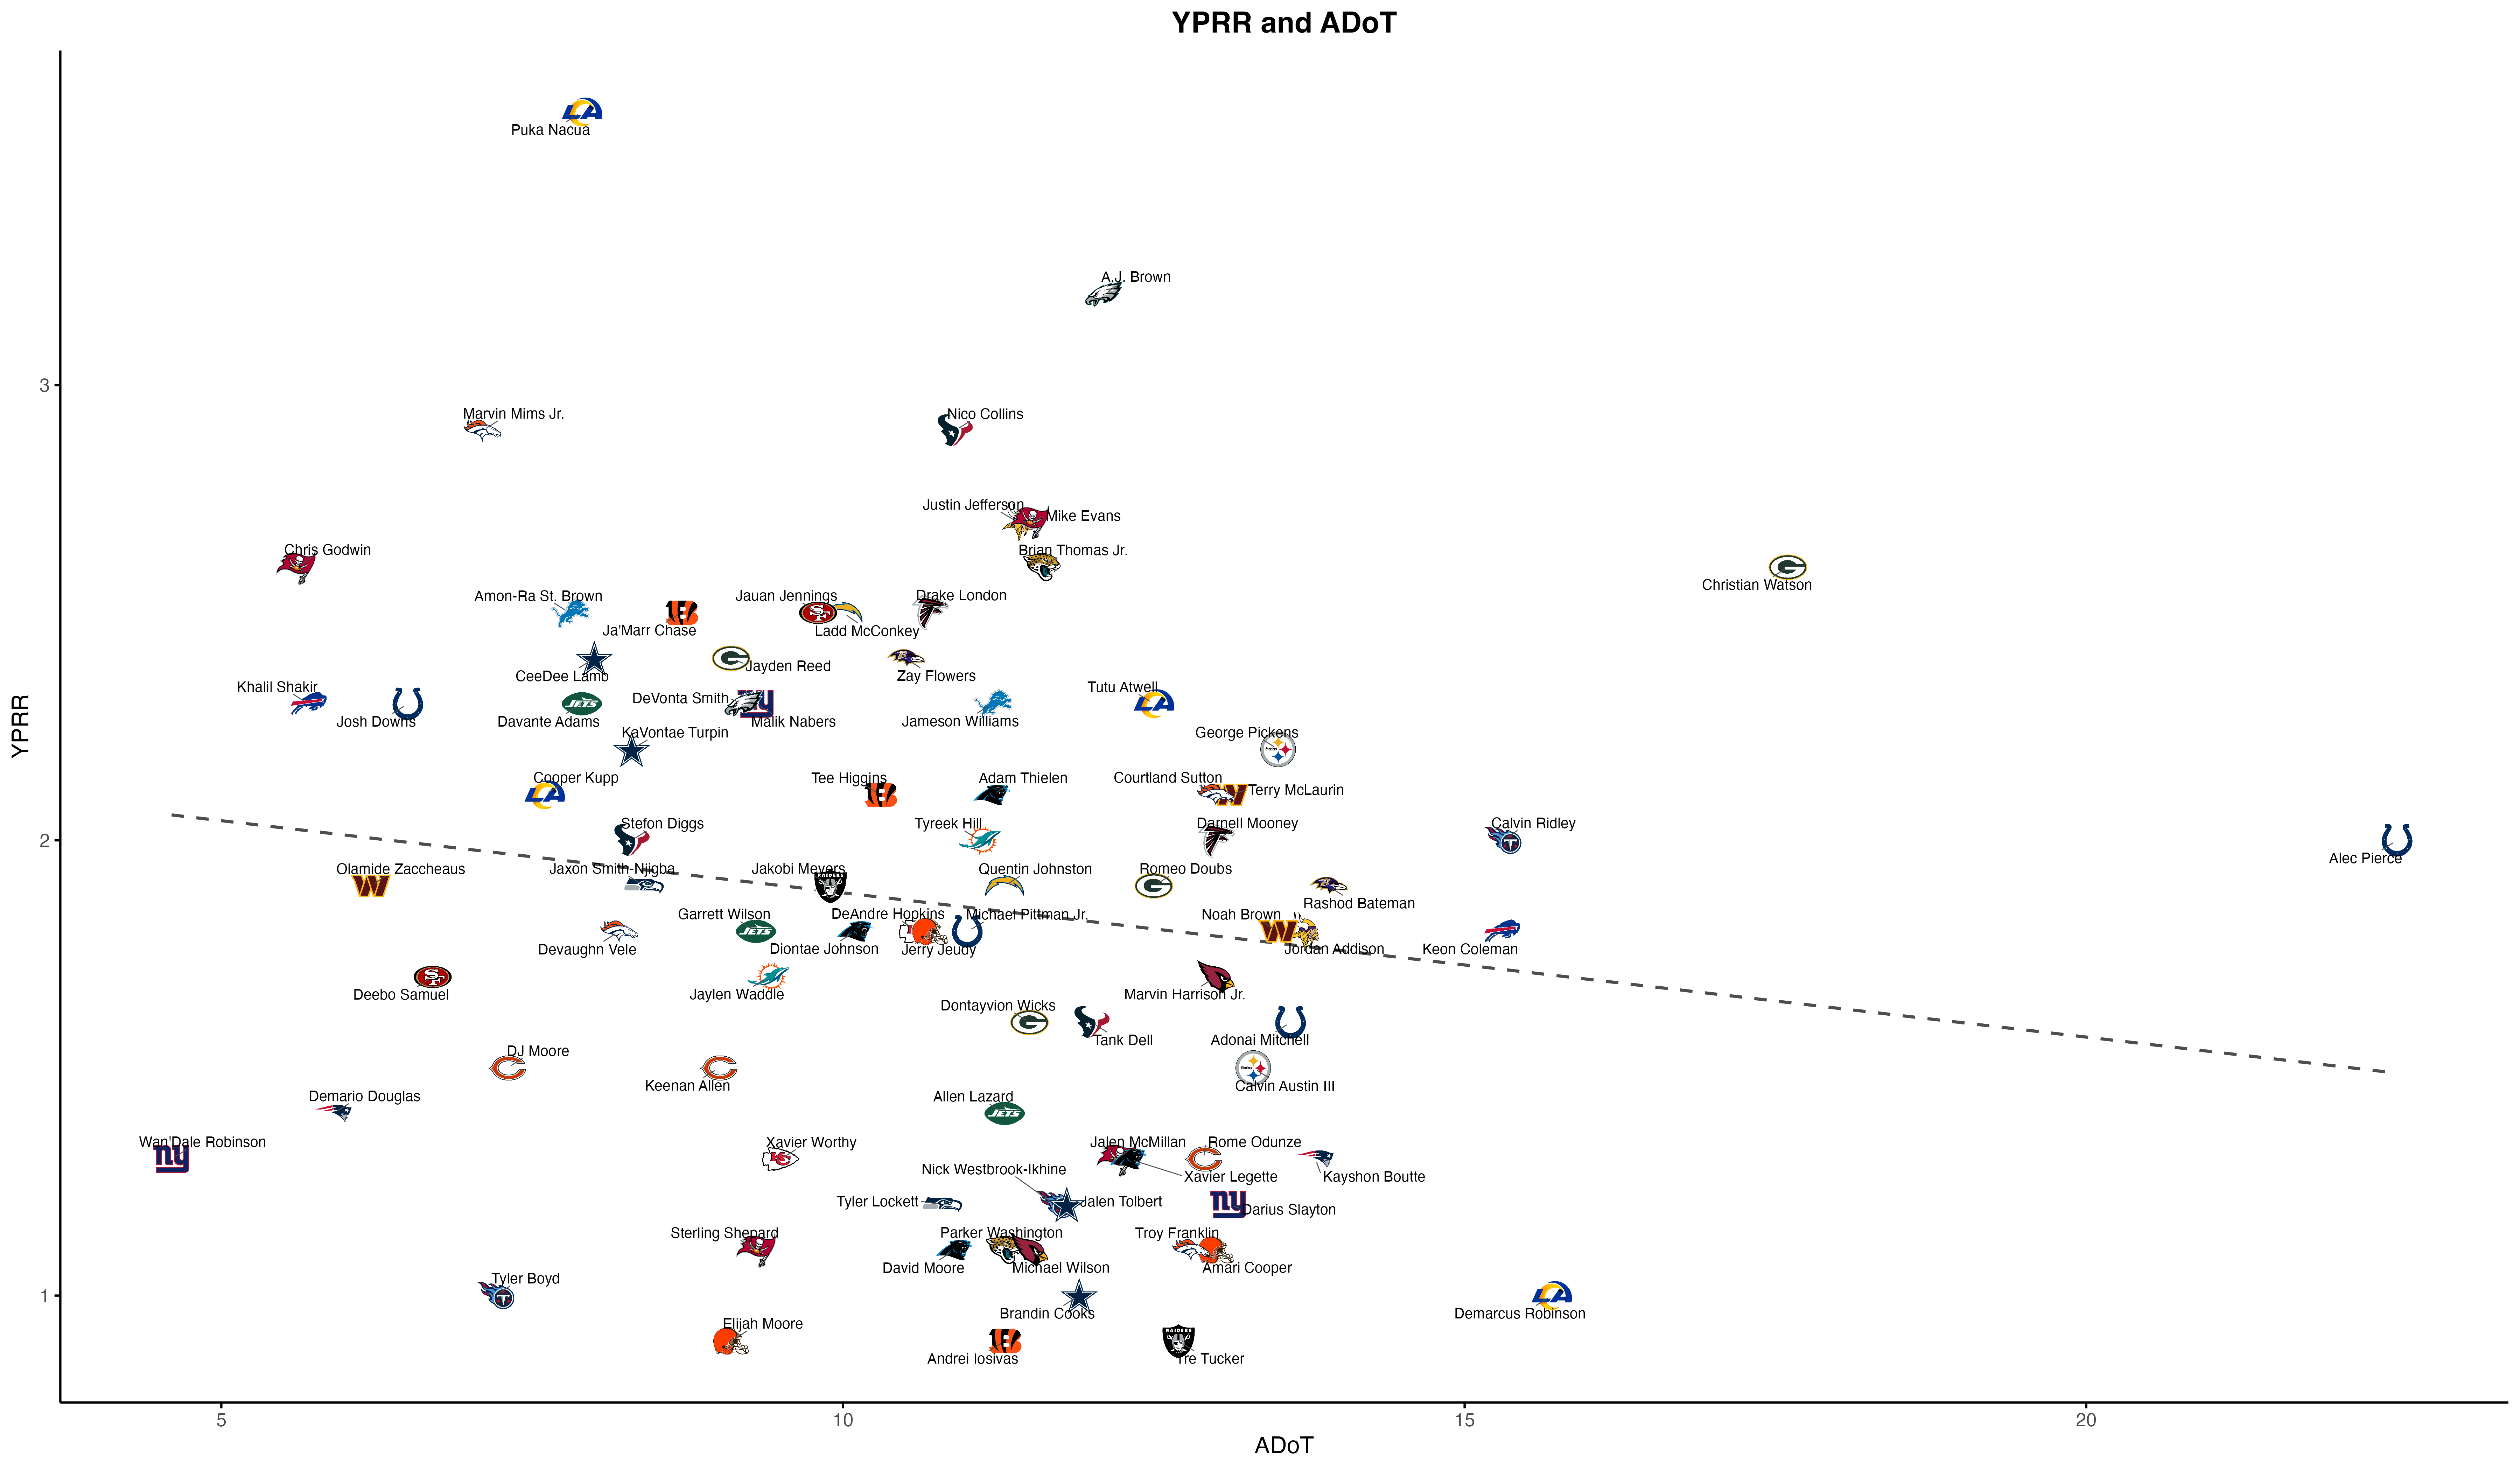 YPRR and ADoT
Puka Nacua
A.J. Brown
3
Marvin Mims Jr.
Nico Collins
Justin Jefferson
Mike Evans
Chris Godwin
Brian Thomas Jr.
Christian Watson
Amon-Ra St. Brown
Jauan Jennings
Drake London
Ja'Marr Chase
Ladd McConkey
Jayden Reed
CeeDee Lamb
Zay Flowers
Khalil Shakir
DeVonta Smith
Tutu Atwell
Josh Downs
Davante Adams
Malik Nabers
Jameson Williams
KaVontae Turpin
George Pickens
YPRR
Cooper Kupp
Tee Higgins
Adam Thielen
Courtland Sutton
Terry McLaurin
Stefon Diggs
Tyreek Hill
Darnell Mooney
Calvin Ridley
2
Alec Pierce
Olamide Zaccheaus
Jaxon Smith-Njigba
Jakobi Meyers
RAIDERS
Quentin Johnston
Romeo Doubs
Rashod Bateman
Garrett Wilson
DeAndre Hopkins
Michael Pittman Jr.
Noah Brown
Devaughn Vele
Diontae Johnson
Jerry Jeudy
Jordan Addison
Keon Coleman
Deebo Samuel
Jaylen Waddle
Marvin Harrison Jr.
Dontayvion Wicks
Tank Dell
Adonai Mitchell
DJ Moore
Keenan Allen
Calvin Austin III
Demario Douglas
Allen Lazard
Wan'Dale Robinson
Xavier Worthy
Jalen McMillan
Rome Odunze
Nick Westbrook-Ikhine
Xavier Legette
Kayshon Boutte
Tyler Lockett
Jalen Tolbert
Darius Slayton
Sterling Shepard
Parker Washington
Troy Franklin
David Moore
Michael Wilson
Amari Cooper
Tyler Boyd
1
Brandin Cooks
Demarcus Robinson
Elijah Moore
RAIDERS
Andrei Iosivas
Tre Tucker
5
10
15
20
ADoT